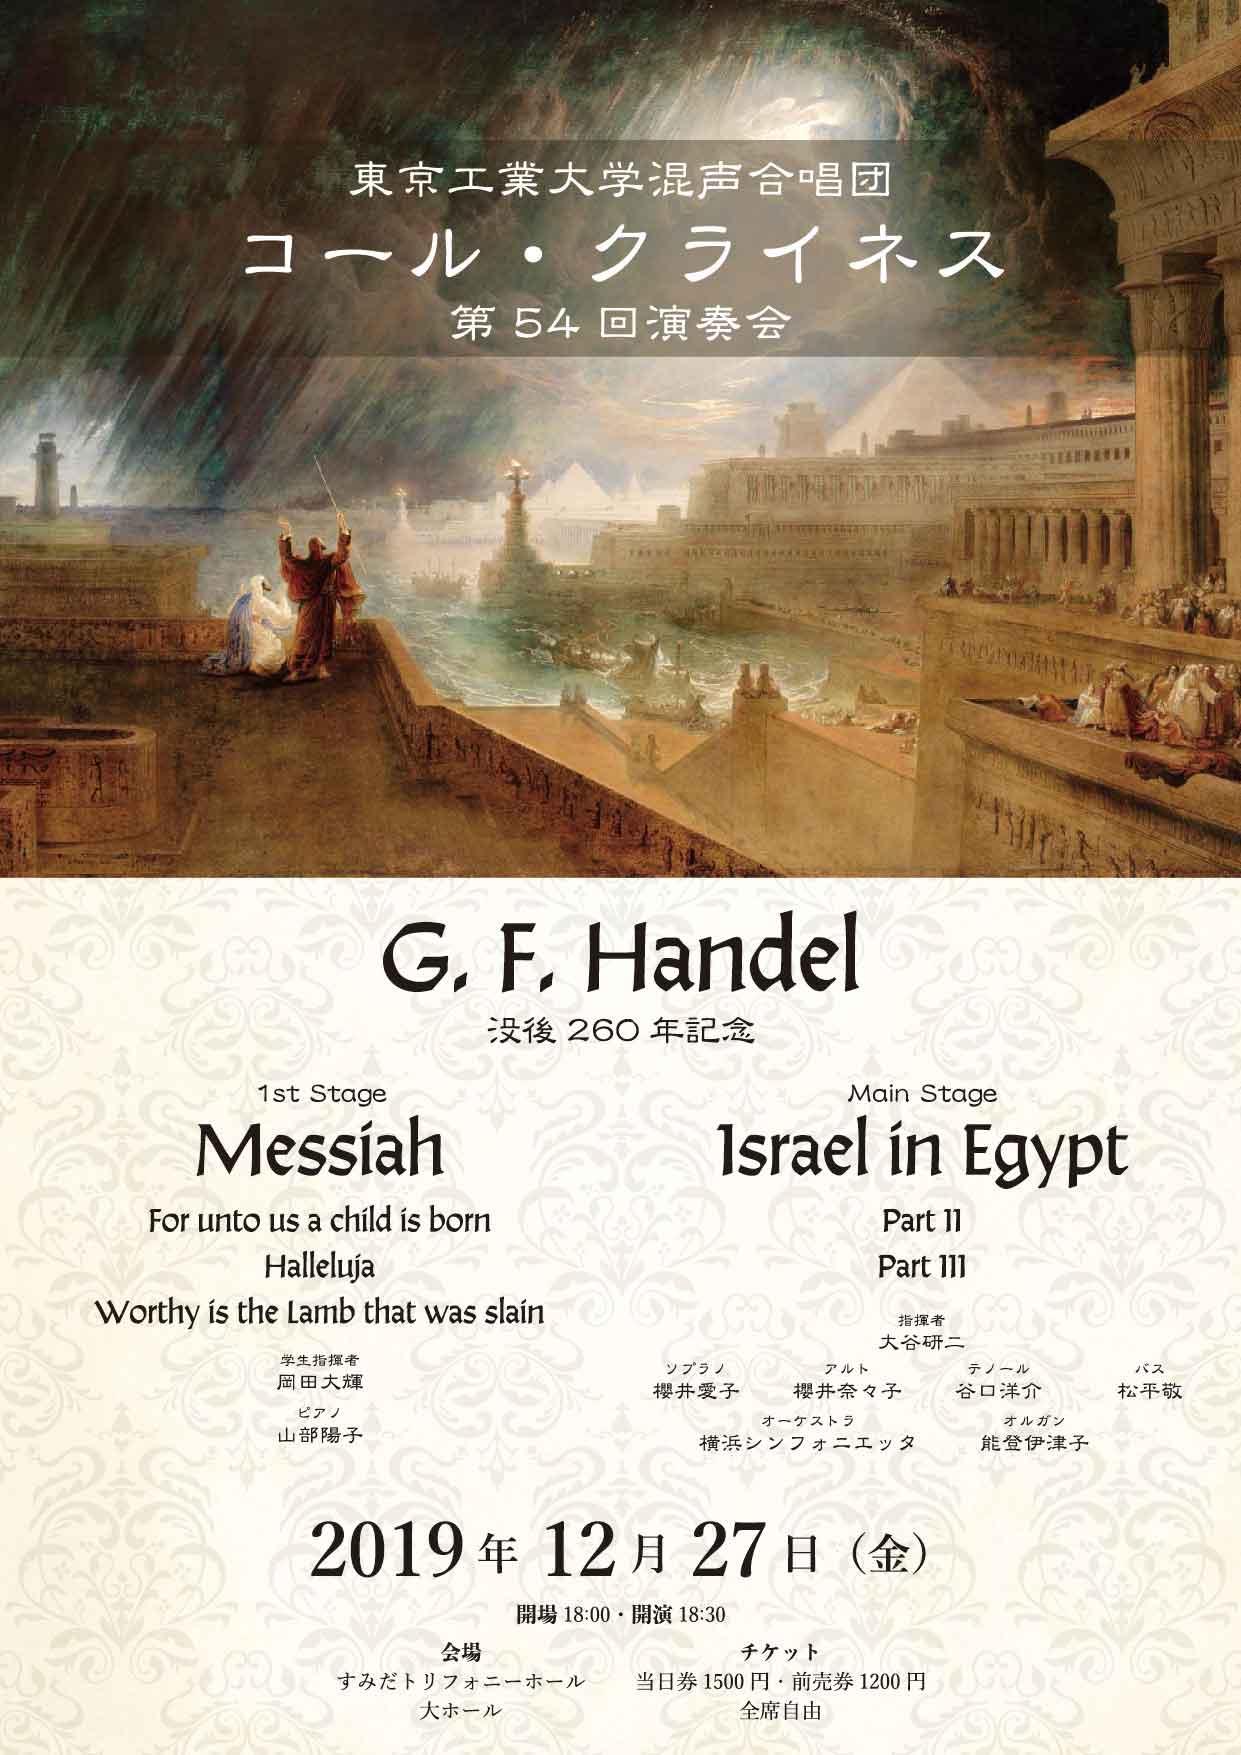 東京工業大学混声合唱団
コール・クライネス
第 54 回演奏会
G. F. Handel
没後 260 年記念
1st Stage
Messiah
For unto us a child is born
Halleluja
Worthy is the Lamb that was slain
学生指揮者
岡田大輝
ピアノ
山部陽子
Main Stage
Israel in Egypt
Part II
Part III
指揮者
大谷研二
ソプラノ アルト テノール バス
櫻井愛子 櫻井奈々子 谷口洋介 松平敬
オーケストラ オルガン
横浜シンフォニエッタ 能登伊津子
2019 年 12 月 27 日（金）
開場 18:00・開演 18:30
会場
すみだトリフォニーホール
大ホール
チケット
当日券 1500 円・前売券 1200 円
全席自由